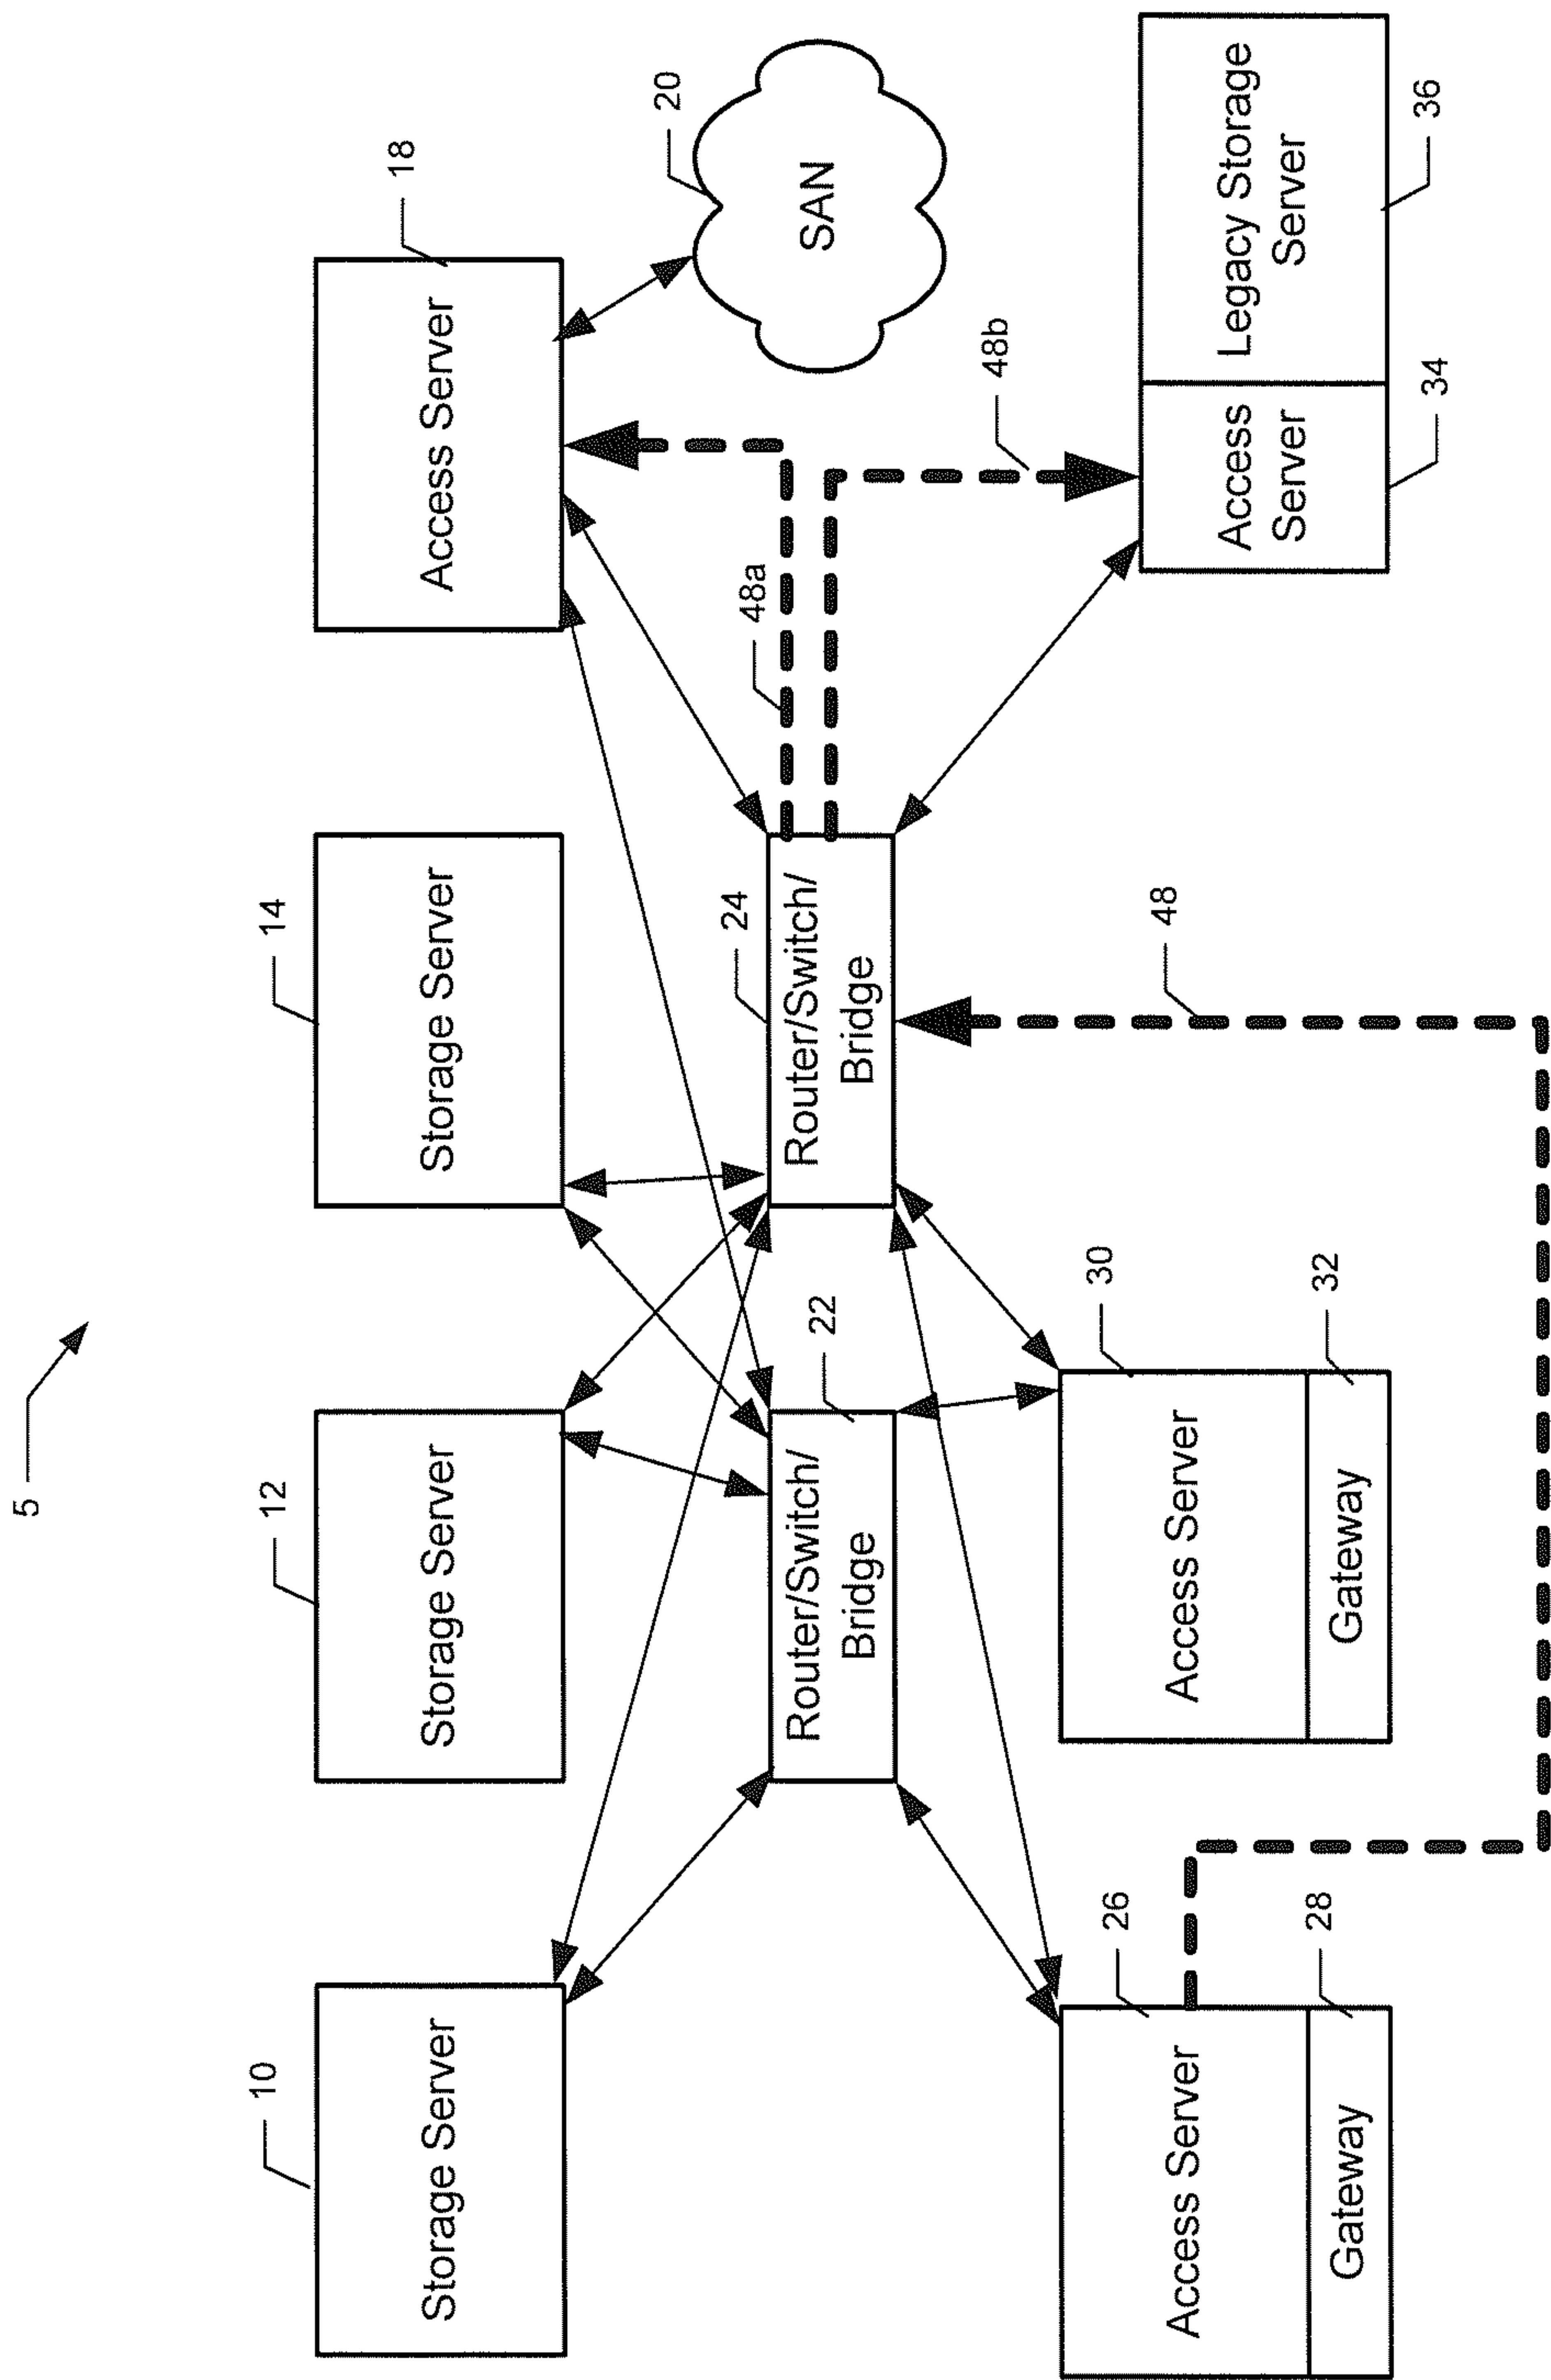 5
10
12
14
18
Storage Server
Storage Server
Storage Server
Access Server
20
SAN
22
24
48a
Router/Switch/
Bridge
Router/Switch/
Bridge
48b
26
30
48
Access Server
Access Server
28
32
Gateway
Gateway
Access
Server
Legacy Storage
Server
34
36